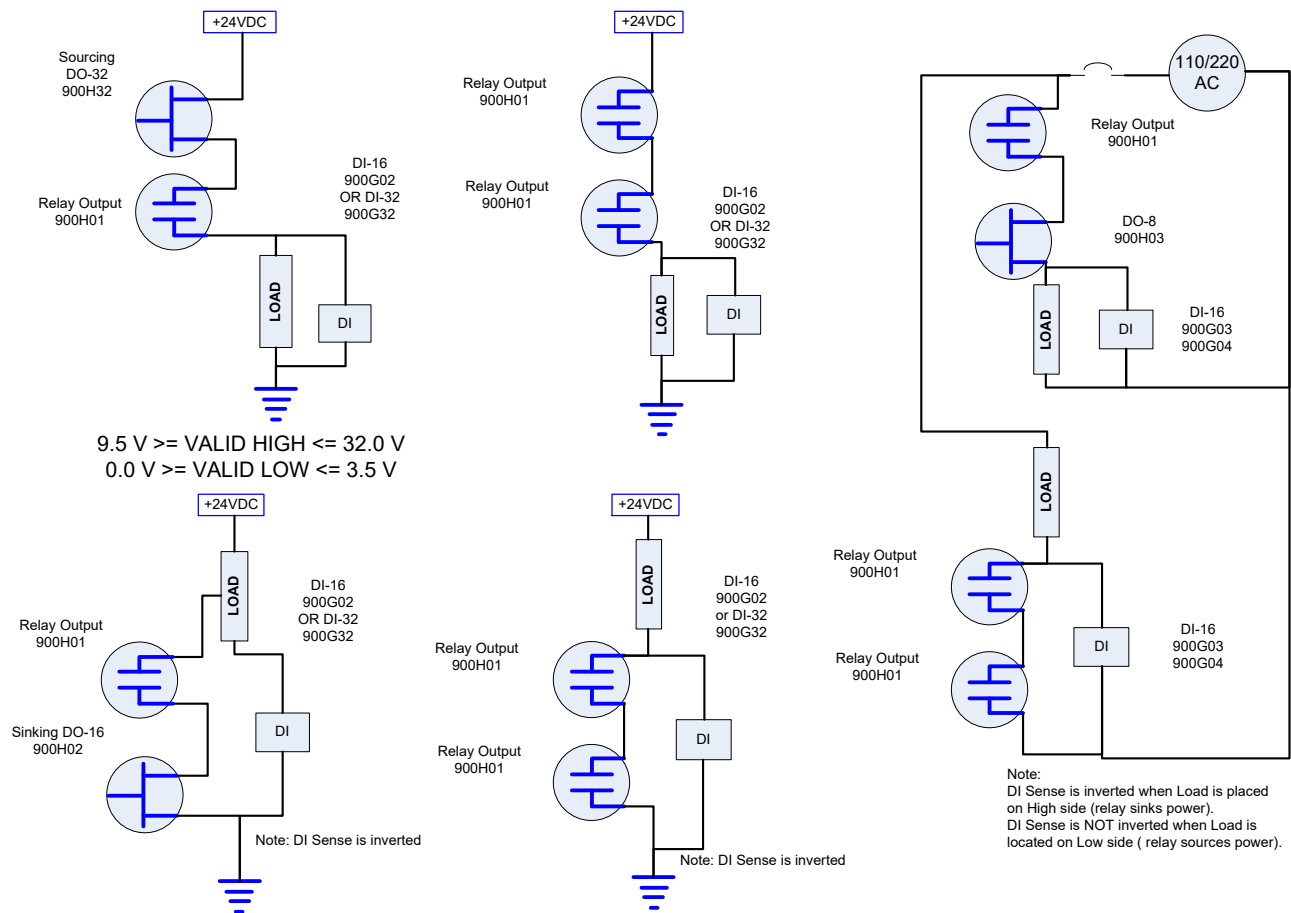 +24VDC
Sourcing
DO-32
900H32
Relay Output
900H01
DI-16
900G02
OR DI-32
900G32
LOAD
DI
+24VDC
Relay Output
900H01
Relay Output
900H01
DI-16
900G02
OR DI-32
900G32
LOAD
DI
110/220
AC
Relay Output
900H01
DO-8
900H03
LOAD
DI
DI-16
900G03
900G04
9.5 V >= VALID HIGH <= 32.0 V
0.0 V >= VALID LOW <= 3.5 V
+24VDC
LOAD
DI-16
900G02
OR DI-32
900G32
Relay Output
900H01
Sinking DO-16
900H02
DI
Note: DI Sense is inverted
+24VDC
LOAD
DI-16
900G02
or DI-32
900G32
Relay Output
900H01
Relay Output
900H01
DI
Note: DI Sense is inverted
LOAD
Relay Output
900H01
Relay Output
900H01
DI
DI-16
900G03
900G04
Note:
DI Sense is inverted when Load is placed
on High side (relay sinks power).
DI Sense is NOT inverted when Load is
located on Low side ( relay sources power).